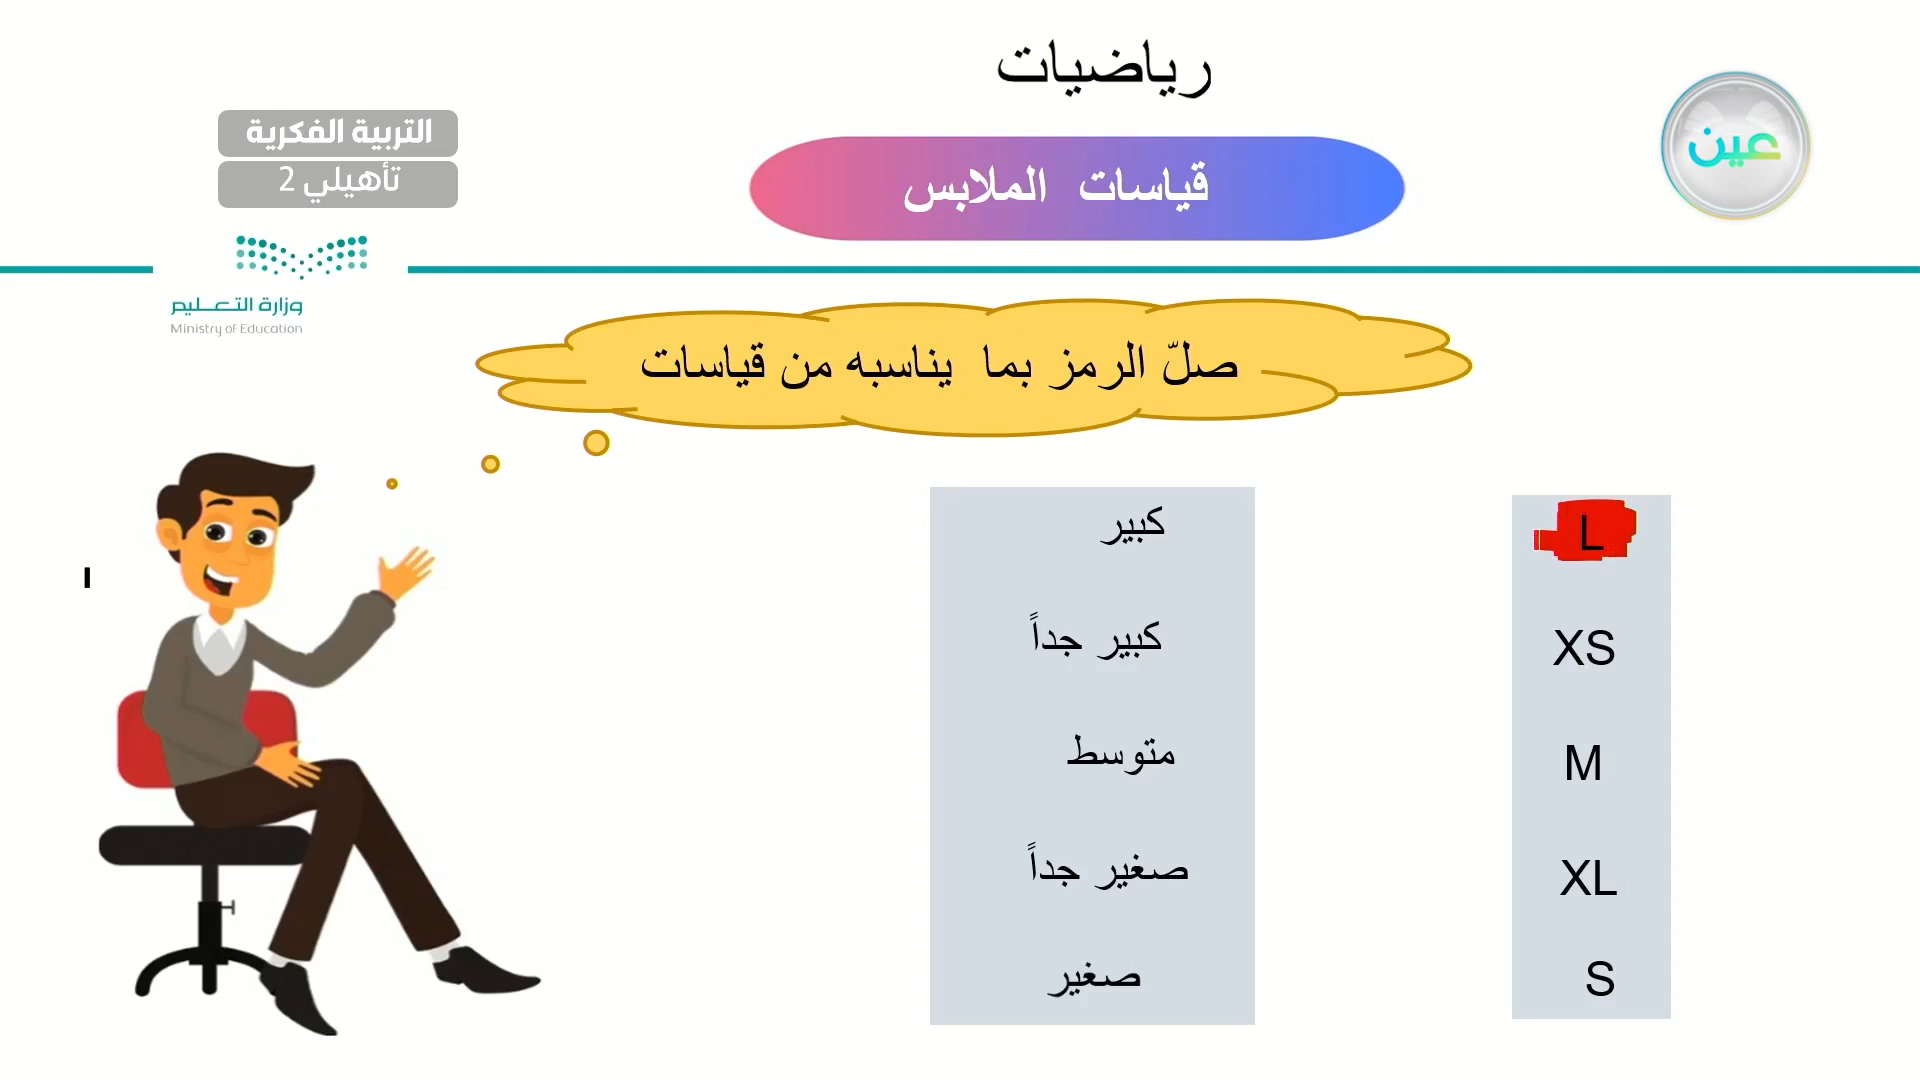 رياضيات
عين
التربية الفكرية
تأهيلي 2
قياسات الملابس
وزارة التعليم
Ministry of Education
صلّ الرمز بما يناسبه من قياسات
L
XS
M
XL
S
كبير
كبير جداً
متوسط
صغير جداً
صغير